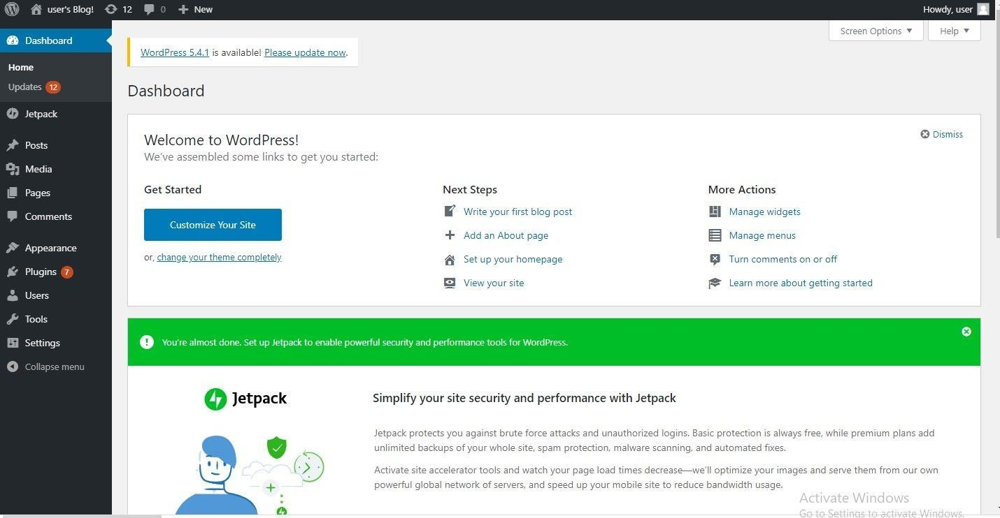 user's Blog! 12 0 New Howdy, user
Screen Options Help
Dashboard
Home
Updates 12
Jetpack
Posts
Media
Pages
Comments
Appearance
Plugins 7
Users
Tools
Settings
Collapse menu
WordPress 5.4.1 is available! Please update now.
Dashboard
Welcome to WordPress!
Dismiss
We've assembled some links to get you started:
Get Started
Customize Your Site
or, change your theme completely
Next Steps
Write your first blog post
Add an About page
Set up your homepage
View your site
More Actions
Manage widgets
Manage menus
Turn comments on or off
Learn more about getting started
You're almost done. Set up Jetpack to enable powerful security and performance tools for WordPress.
Jetpack
Simplify your site security and performance with Jetpack
Jetpack protects you against brute force attacks and unauthorized logins. Basic protection is always free, while premium plans add
unlimited backups of your whole site, spam protection, malware scanning, and automated fixes.
Activate site accelerator tools and watch your page load times decrease—we'll optimize your images and serve them from our own
powerful global network of servers, and speed up your mobile site to reduce bandwidth usage.
Activate Windows
Go to Settings to activate Windows.